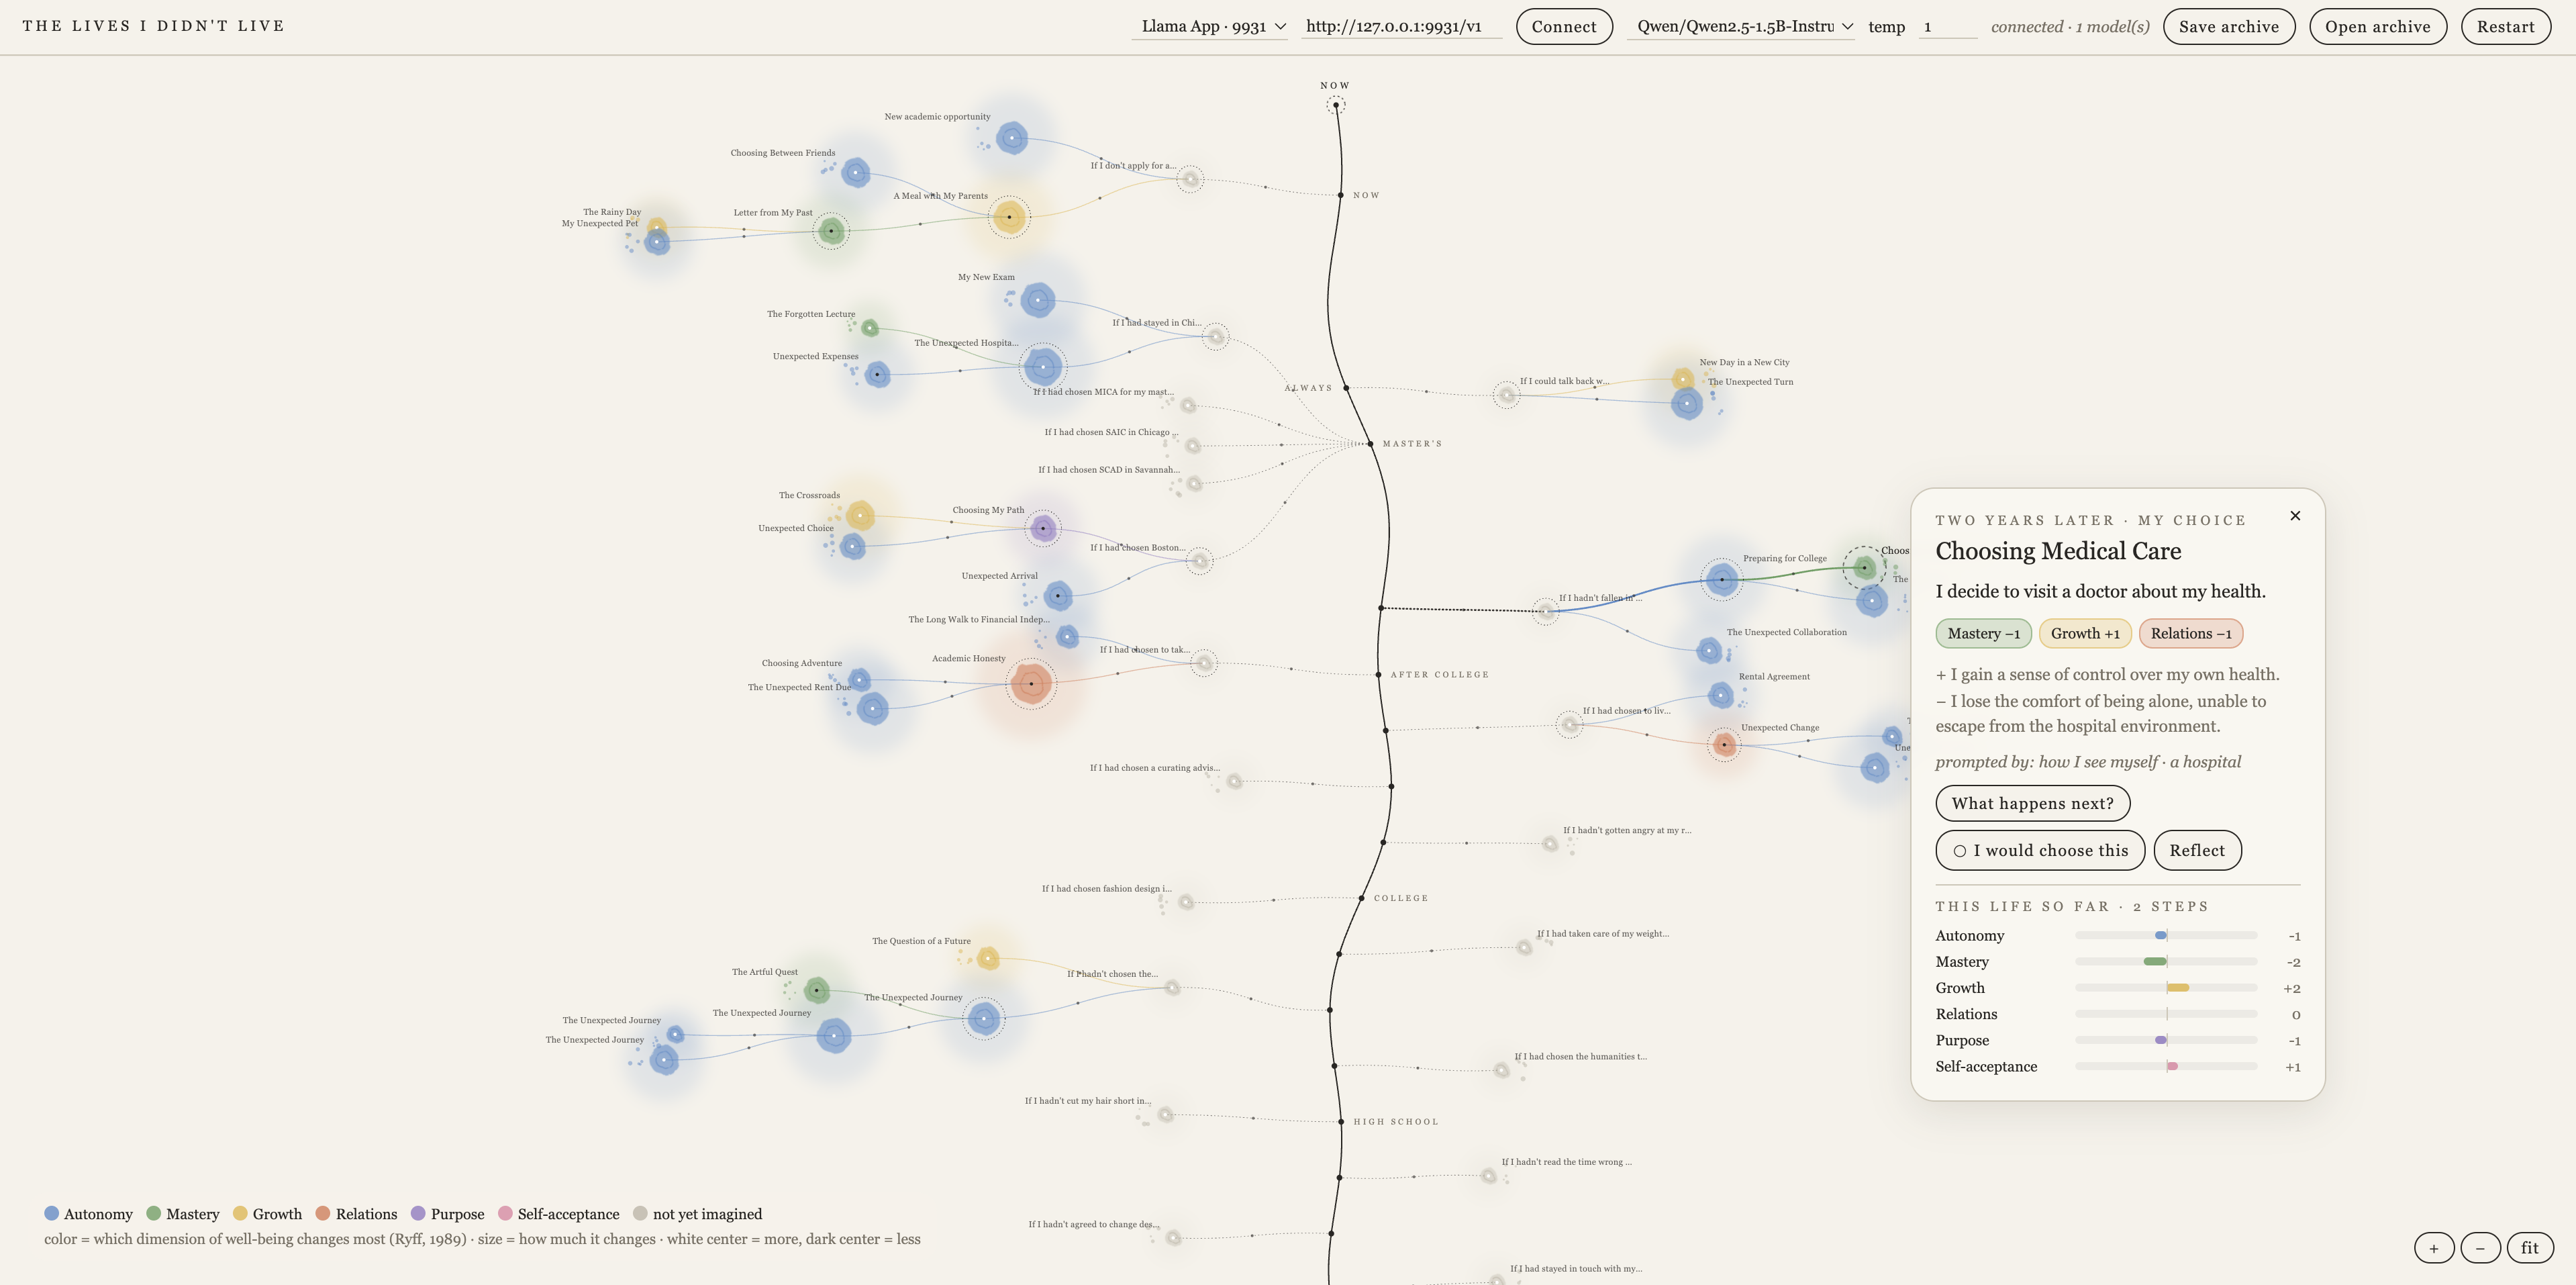 THE LIVES I DIDN'T LIVE
Llama App · 9931
http://127.0.0.1:9931/v1
Connect
Qwen/Qwen2.5-1.5B-Instru
temp 1
connected · 1 model(s)
Save archive
Open archive
Restart
NOW
New academic opportunity
Choosing Between Friends
If I don't apply for a...
A Meal with My Parents
NOW
The Rainy Day
Letter from My Past
My Unexpected Pet
My New Exam
The Forgotten Lecture
If I had stayed in Chi...
The Unexpected Hospita...
Unexpected Expenses
New Day in a New City
If I could talk back w...
The Unexpected Turn
ALWAYS
If I had chosen MICA for my mast...
If I had chosen SAIC in Chicago ...
MASTER'S
If I had chosen SCAD in Savannah...
The Crossroads
Choosing My Path
Unexpected Choice
If I had chosen Boston...
Unexpected Arrival
Preparing for College
Choos
The
If I hadn't fallen in ...
The Long Walk to Financial Indep...
The Unexpected Collaboration
If I had chosen to tak...
Academic Honesty
Choosing Adventure
AFTER COLLEGE
Rental Agreement
The Unexpected Rent Due
If I had chosen to liv...
Unexpected Change
Une
If I had chosen a curating advis...
If I hadn't gotten angry at my r...
If I had chosen fashion design i...
COLLEGE
The Question of a Future
If I had taken care of my weight...
The Artful Quest
If I hadn't chosen the...
The Unexpected Journey
The Unexpected Journey
The Unexpected Journey
The Unexpected Journey
If I had chosen the humanities t...
If I hadn't cut my hair short in...
HIGH SCHOOL
If I hadn't read the time wrong ...
If I hadn't agreed to change des...
If I had stayed in touch with my...
TWO YEARS LATER · MY CHOICE
×
Choosing Medical Care
I decide to visit a doctor about my health.
Mastery −1
Growth +1
Relations −1
+ I gain a sense of control over my own health.
− I lose the comfort of being alone, unable to
escape from the hospital environment.
prompted by: how I see myself · a hospital
What happens next?
○ I would choose this
Reflect
THIS LIFE SO FAR · 2 STEPS
Autonomy -1
Mastery -2
Growth +2
Relations 0
Purpose -1
Self-acceptance +1
Autonomy
Mastery
Growth
Relations
Purpose
Self-acceptance
not yet imagined
color = which dimension of well-being changes most (Ryff, 1989) · size = how much it changes · white center = more, dark center = less
+
−
fit